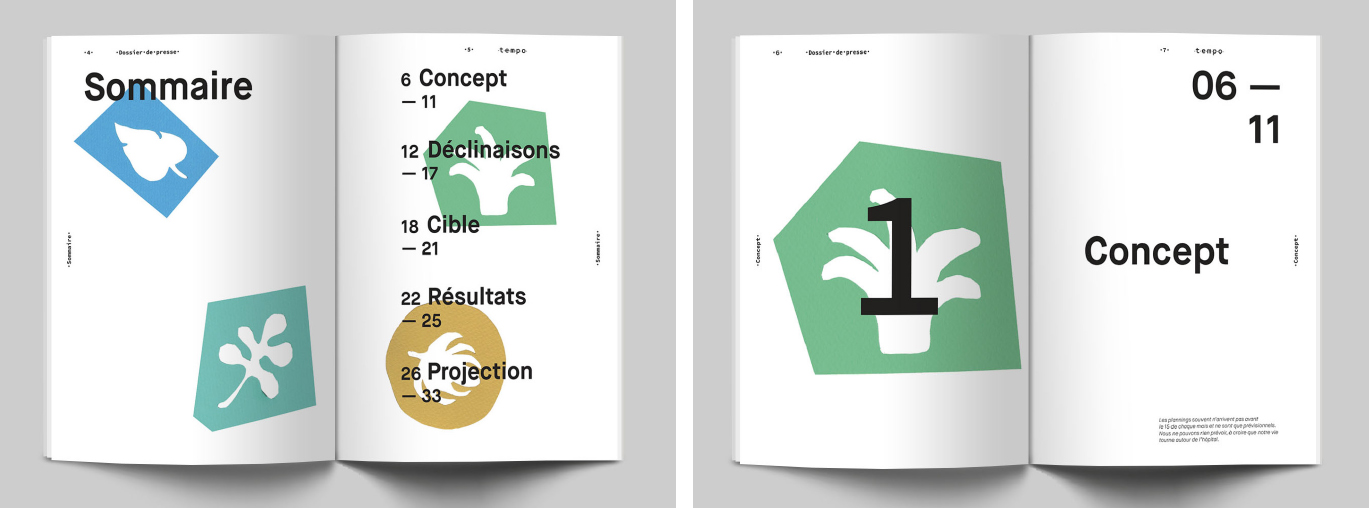 ·4· ·Dossier·de·presse·
Sommaire
·Sommaire·
·5· ·tempo·
6 Concept
— 11
12 Déclinaisons
— 17
18 Cible
— 21
22 Résultats
— 25
26 Projection
— 33
·Sommaire·
·6· ·Dossier·de·presse·
·Concept·
1
·7· ·tempo·
06 —
11
Concept
·Concept·
Les plannings souvent n'arrivent pas avant
le 15 de chaque mois et ne sont que prévisionnels.
Nous ne pouvons rien prévoir, à croire que notre vie
tourne autour de l'hôpital.